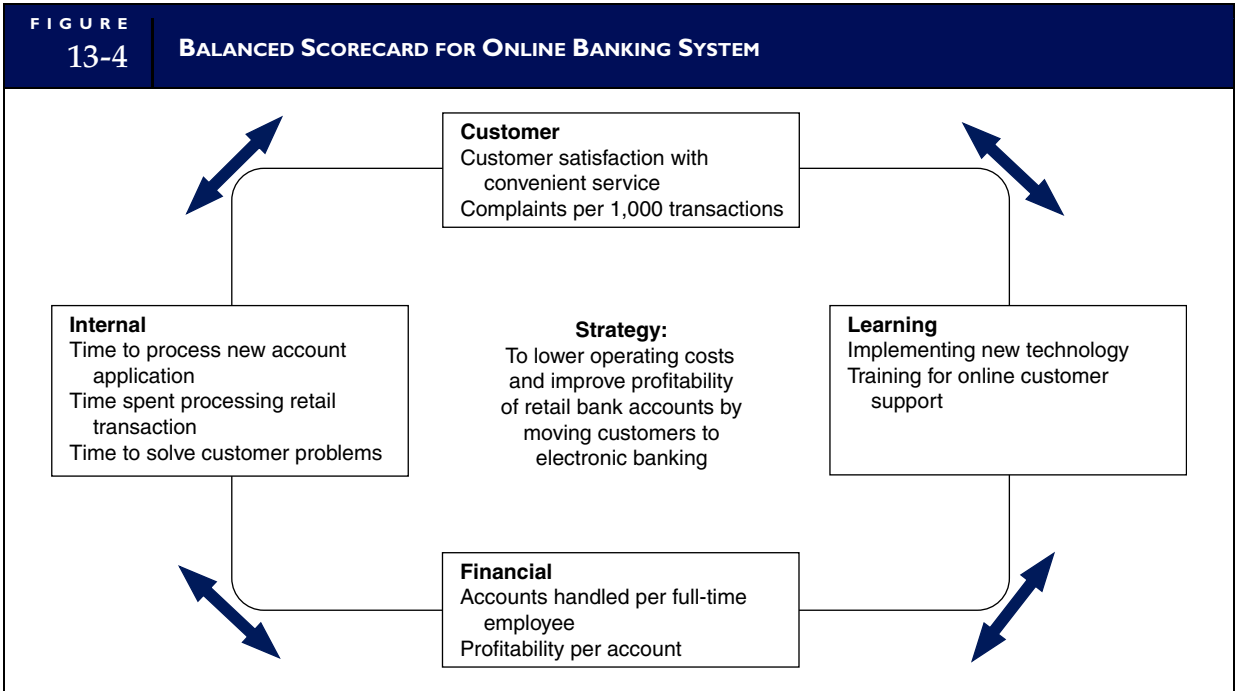 FIGURE
13-4
BALANCED SCORECARD FOR ONLINE BANKING SYSTEM
Customer
Customer satisfaction with
convenient service
Complaints per 1,000 transactions
Internal
Time to process new account
application
Time spent processing retail
transaction
Time to solve customer problems
Strategy:
To lower operating costs
and improve profitability
of retail bank accounts by
moving customers to
electronic banking
Learning
Implementing new technology
Training for online customer
support
Financial
Accounts handled per full-time
employee
Profitability per account